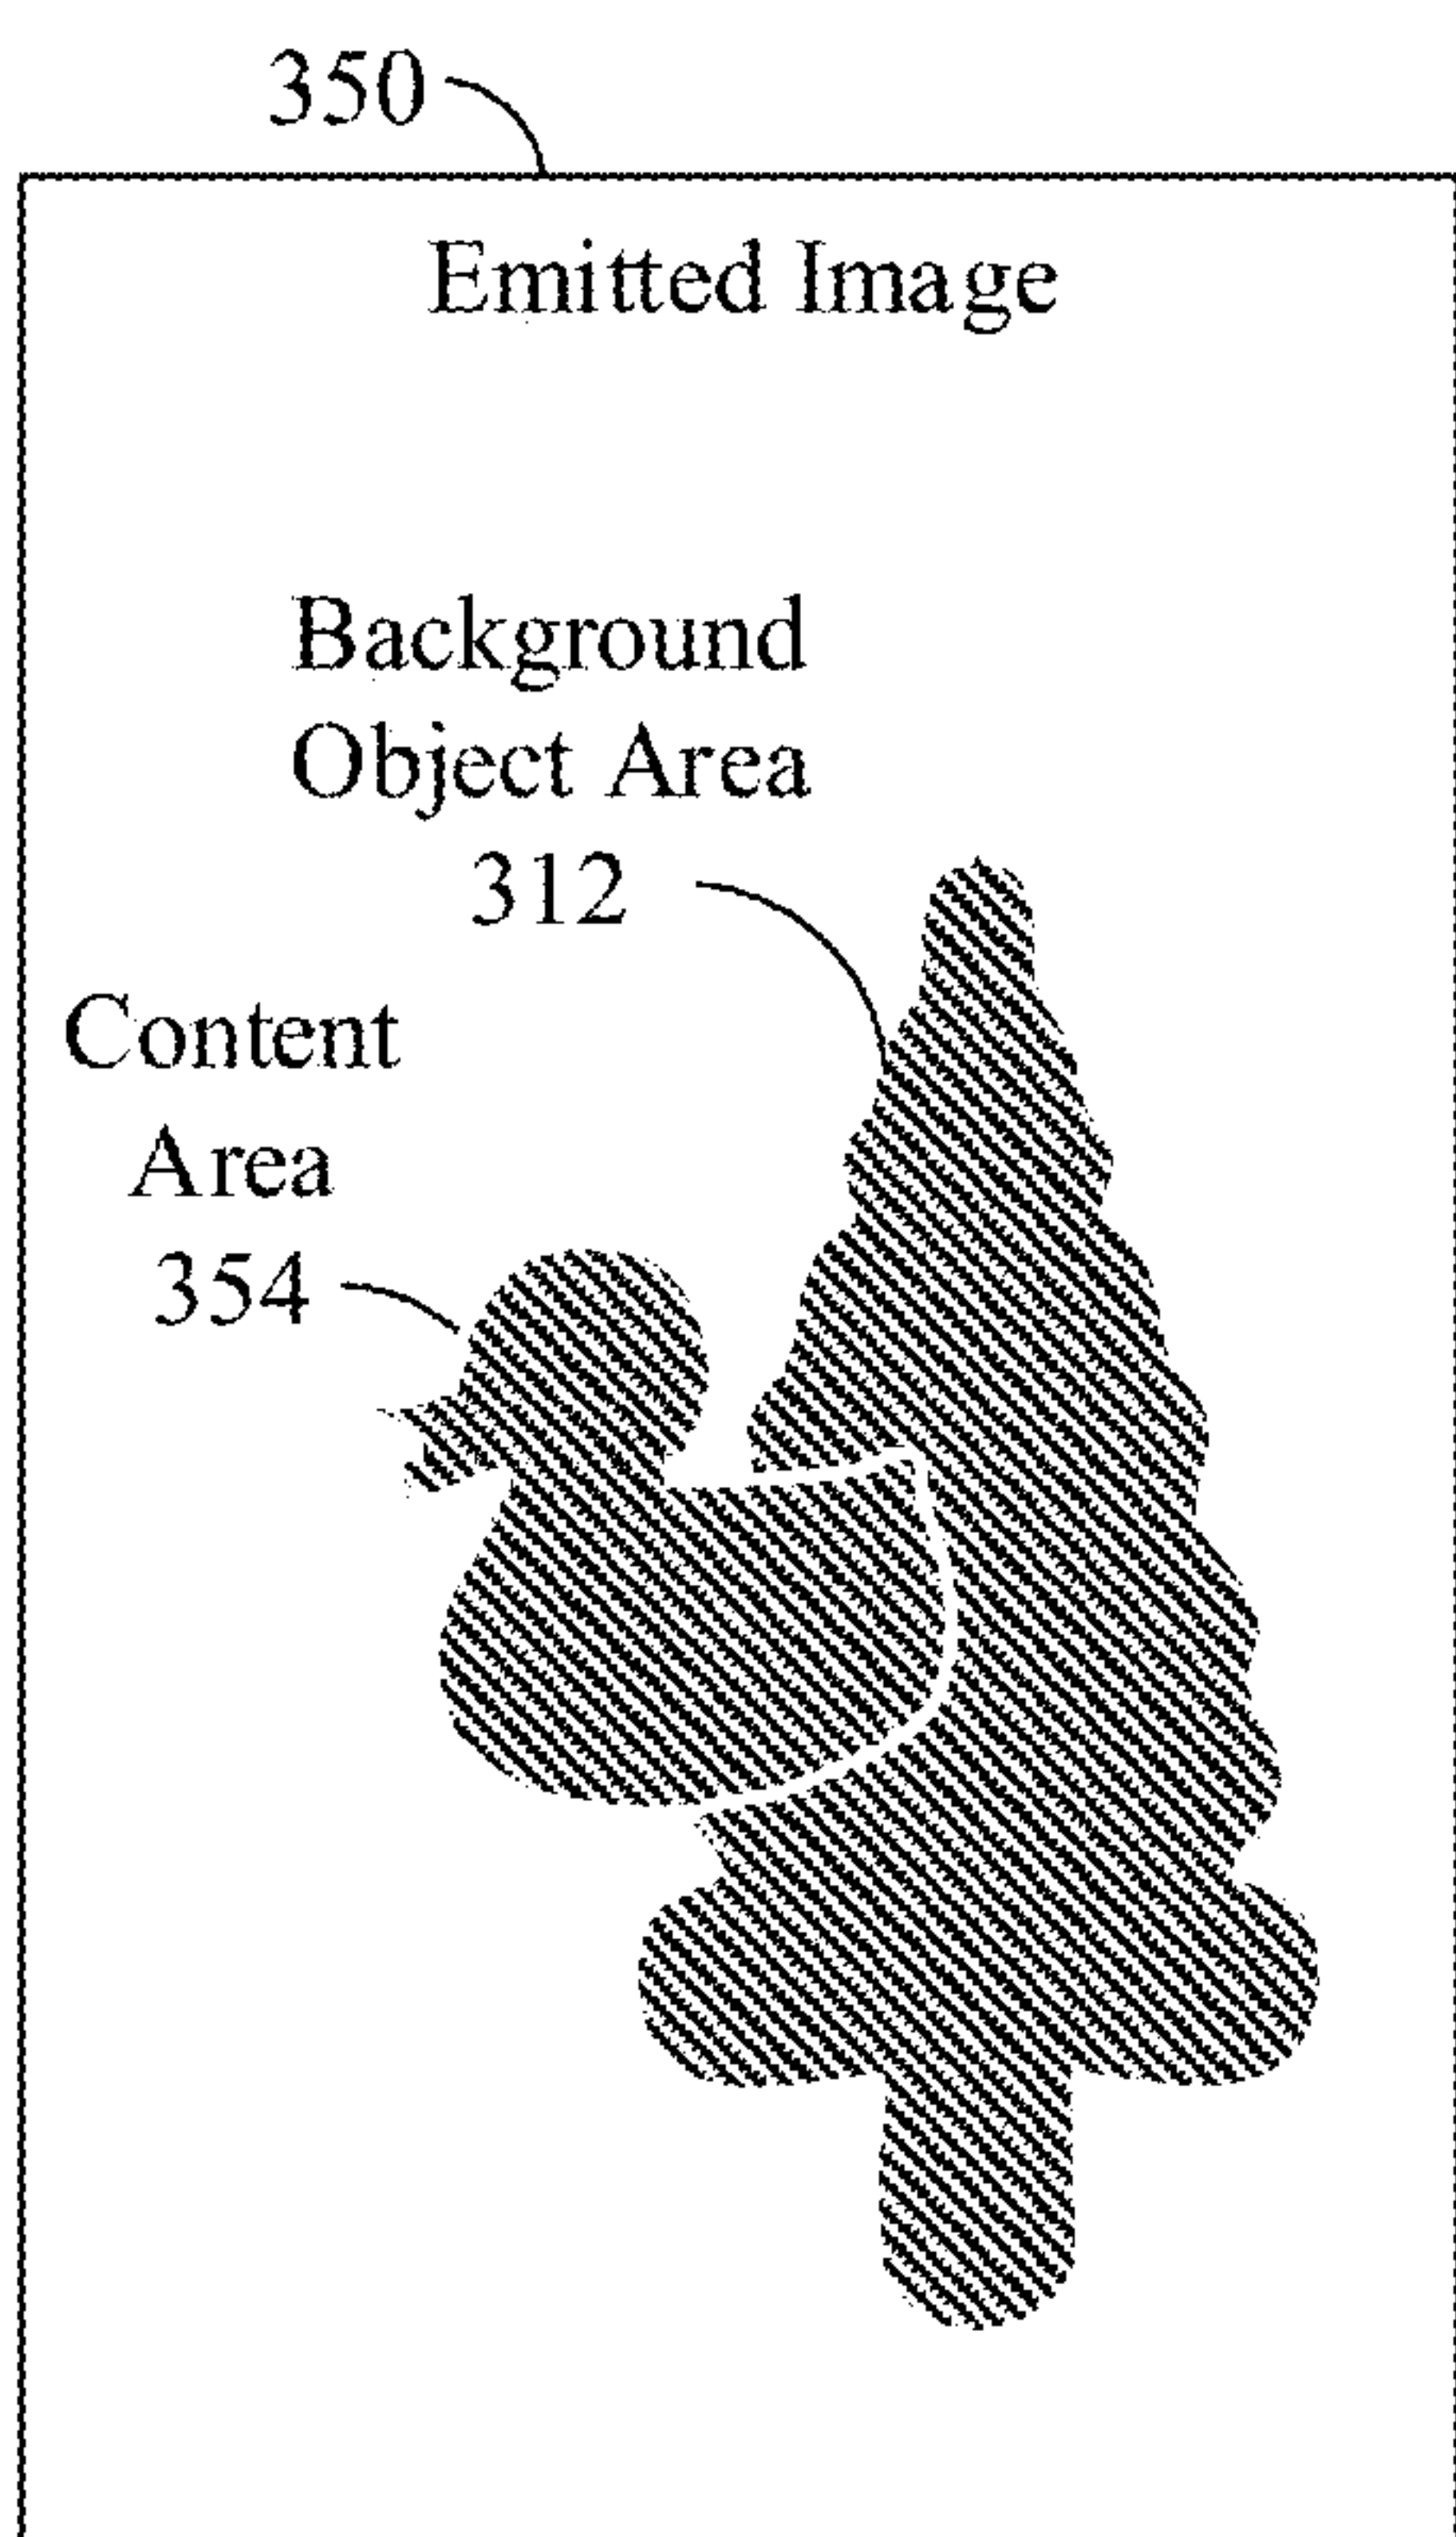 350
Emitted Image
Background
Object Area
312
Content
Area
354